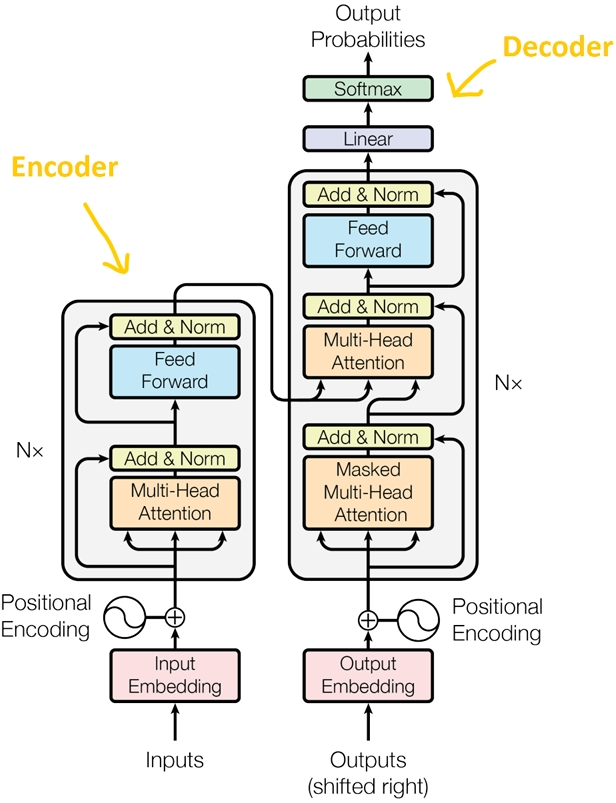 Output
Probabilities
Decoder
Softmax
Linear
Encoder
Add & Norm
Feed
Forward
Add & Norm
Multi-Head
Attention
Add & Norm
Feed
Forward
N×
Add & Norm
Nx
Add & Norm
Multi-Head
Attention
Masked
Multi-Head
Attention
Positional
Encoding
Positional
Encoding
Input
Embedding
Output
Embedding
Inputs
Outputs
(shifted right)